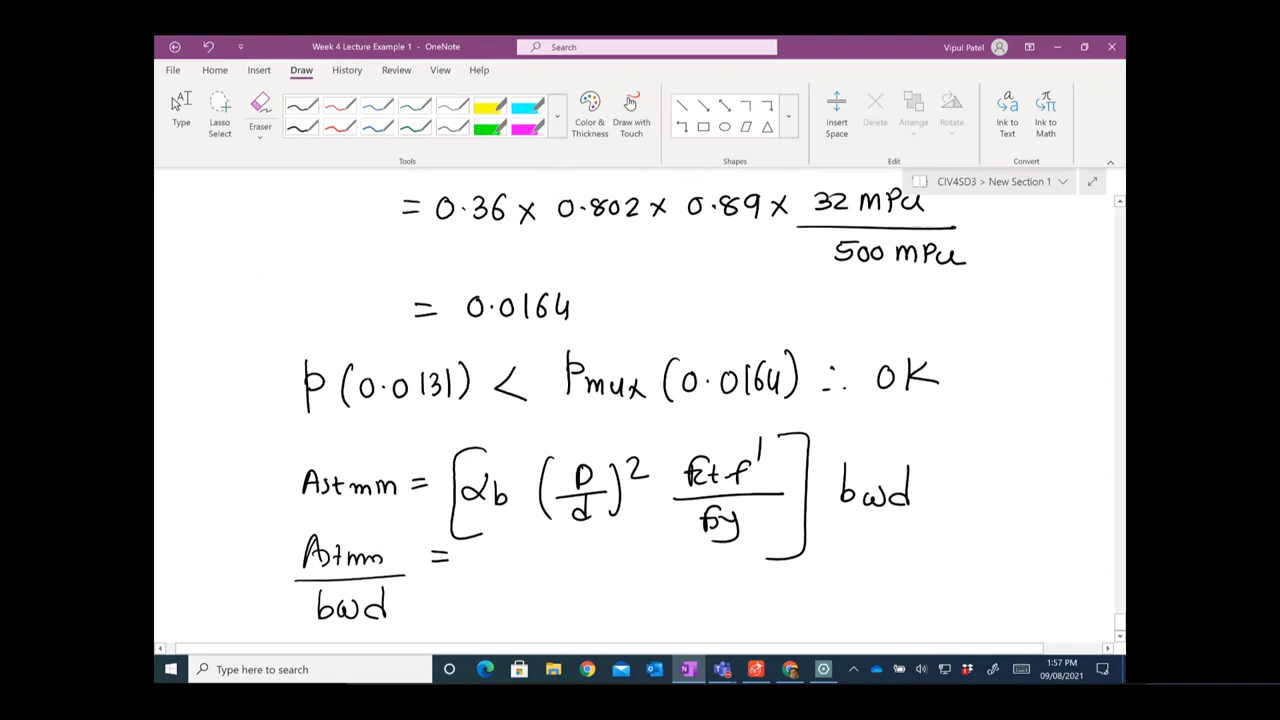 Week 4 Lecture Example 1 - OneNote
Search
Vipul Patel
File Home Insert Draw History Review View Help
Type
Lasso Select
Eraser
Color & Thickness
Draw with Touch
Insert Space
Delete
Arrange
Rotate
Ink to Text
Ink to Math
Tools
Shapes
Edit
Convert
CIV4SD3 > New Section 1
= 0.36 x 0.802 x 0.89 x 32 MPa / 500 MPa
= 0.0164
p (0.0131) < pmax (0.0164) ∴ OK
Astmin = [αb (D/d)2 fctf' / fsy] bwd
Astmin / bwd =
Type here to search
1:57 PM
09/08/2021